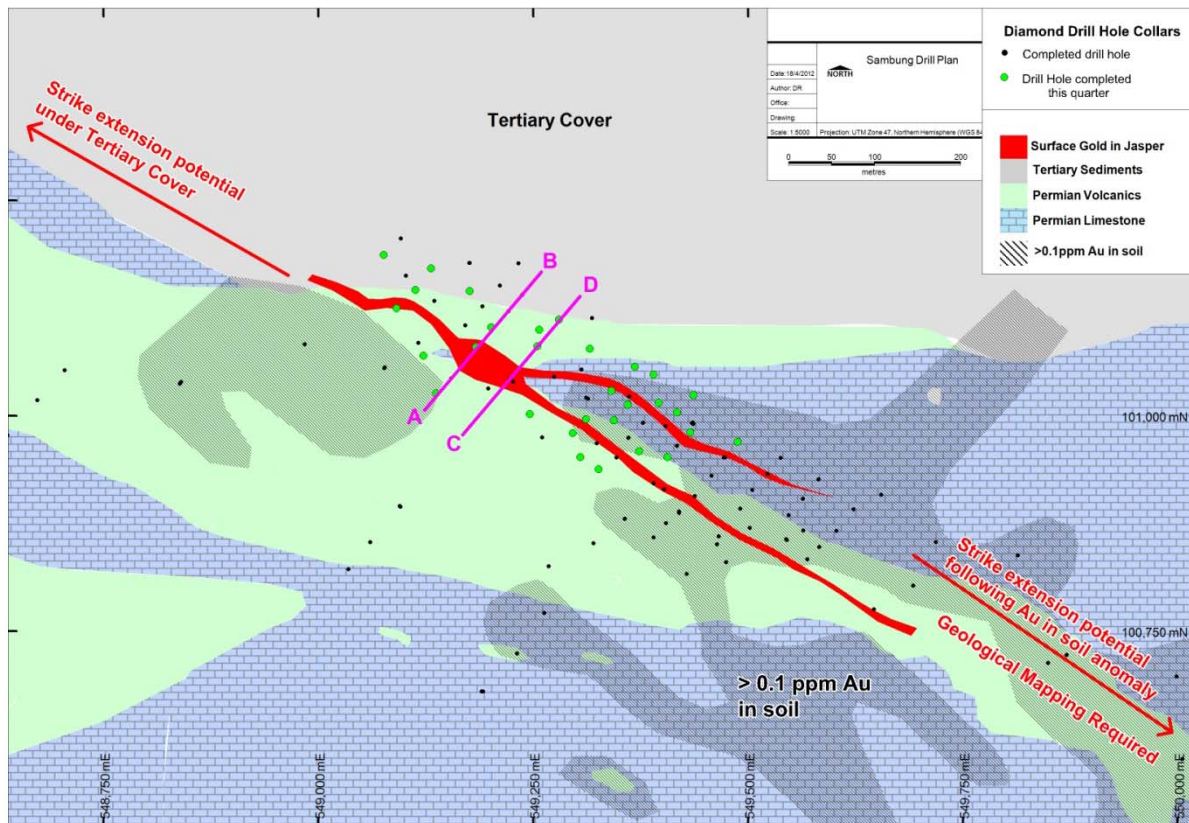 Strike extension potential
under Tertiary Cover
Tertiary Cover
Sambung Drill Plan
NORTH
Date: 18/4/2012
Author: DR
Office:
Drawing:
Scale: 1:5000
Projection: UTM Zone 47, Northern Hemisphere (WGS 84
0 50 100 200
metres
Diamond Drill Hole Collars
Completed drill hole
Drill Hole completed
this quarter
Surface Gold in Jasper
Tertiary Sediments
Permian Volcanics
Permian Limestone
>0.1ppm Au in soil
B
D
A
C
101,000 mN
100,750 mN
Strike extension potential
following Au in soil anomaly
Geological Mapping Required
> 0.1 ppm Au
in soil
548,750 mE
549,000 mE
549,250 mE
549,500 mE
549,750 mE
550,000 mE